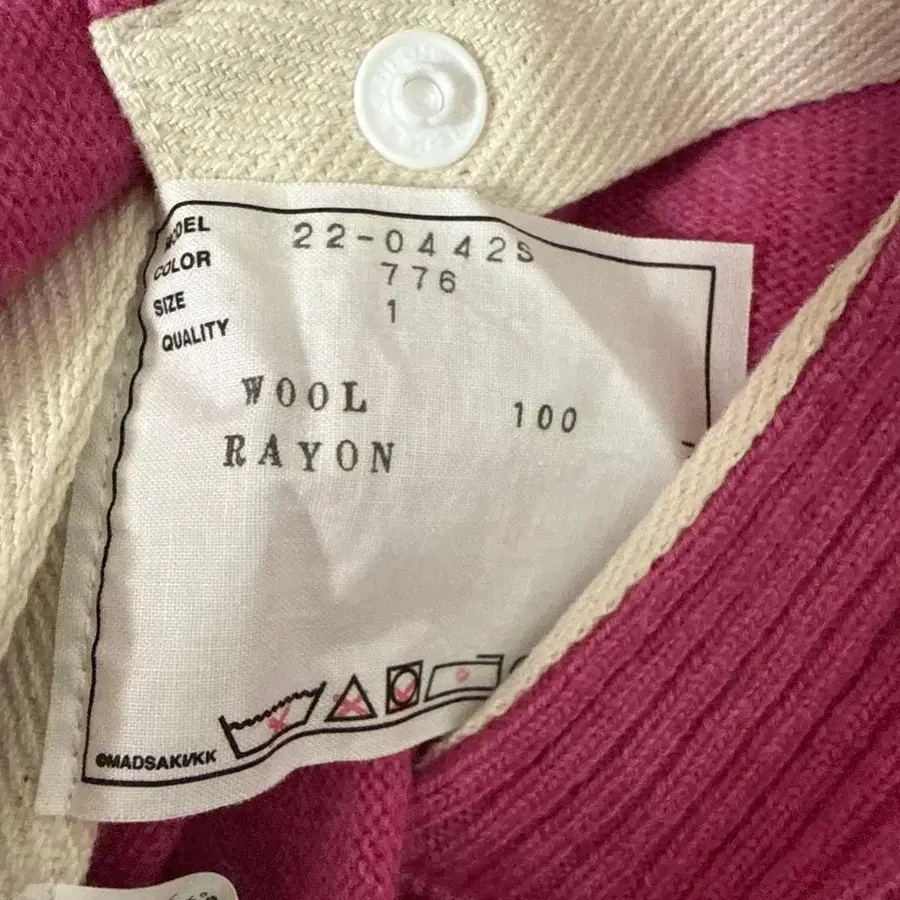 MODEL 22-0442S
COLOR 776
SIZE 1
QUALITY
WOOL 100
RAYON
©MADSAKI/KK